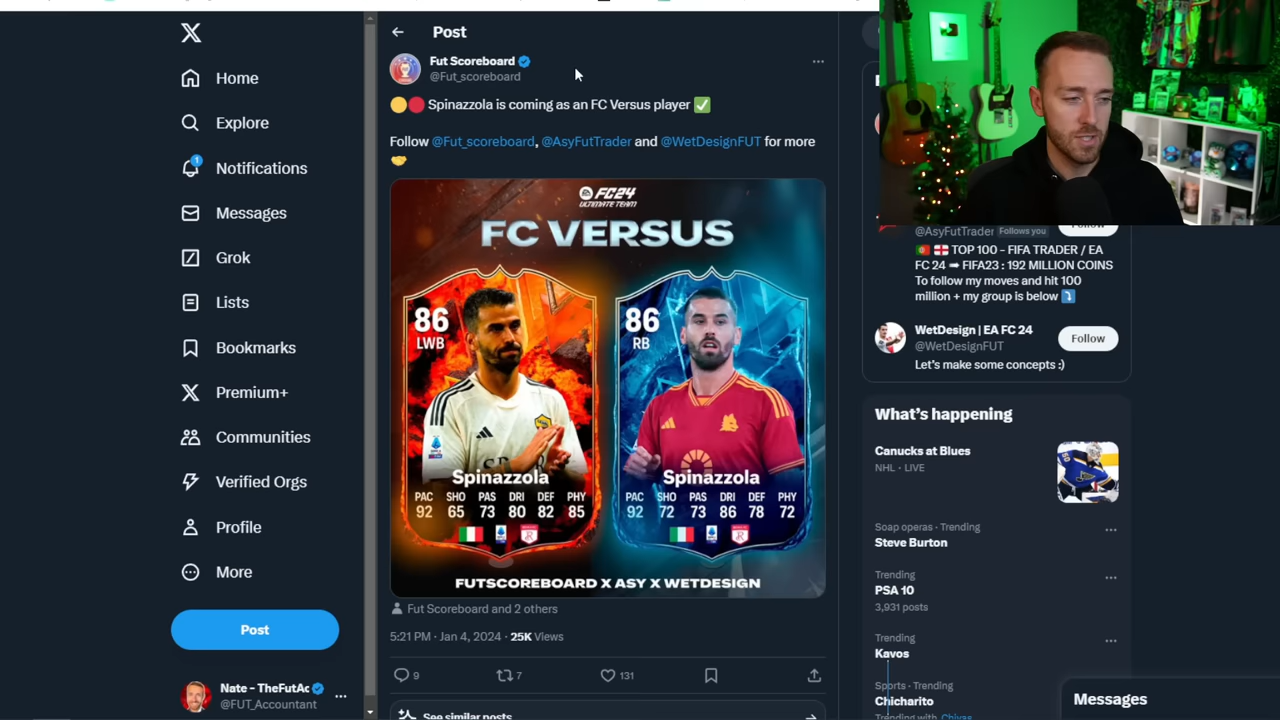 Home
Explore
1
Notifications
Messages
Grok
Lists
Bookmarks
Premium+
Communities
Verified Orgs
Profile
More
Post
Nate - TheFutAc
@FUT_Accountant
Post
Fut Scoreboard
@Fut_scoreboard
Spinazzola is coming as an FC Versus player
Follow @Fut_scoreboard, @AsyFutTrader and @WetDesignFUT for more
FC24
ULTIMATE TEAM
FC VERSUS
86
LWB
Spinazzola
PAC SHO PAS DRI DEF PHY
92 65 73 80 82 85
86
RB
Spinazzola
PAC SHO PAS DRI DEF PHY
92 72 73 86 78 72
FUTSCOREBOARD X ASY X WETDESIGN
Fut Scoreboard and 2 others
5:21 PM · Jan 4, 2024 · 25K Views
9
7
131
See similar posts
@AsyFutTrader Follows you
Follow
TOP 100 - FIFA TRADER / EA
FC 24 FIFA23 : 192 MILLION COINS
To follow my moves and hit 100
million + my group is below
WetDesign | EA FC 24
@WetDesignFUT
Follow
Let's make some concepts :)
What's happening
Canucks at Blues
NHL · LIVE
Soap operas · Trending
Steve Burton
Trending
PSA 10
3,931 posts
Trending
Kavos
Sports · Trending
Chicharito
Trending with Chivas
Messages